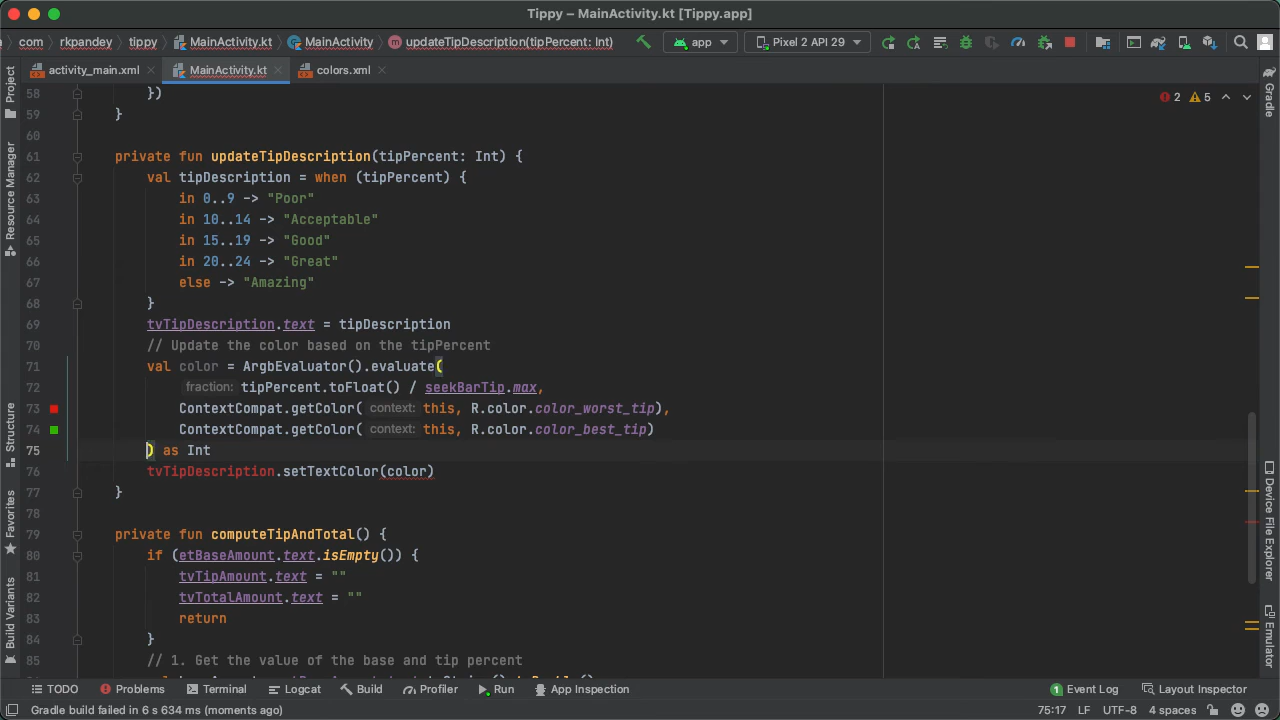 Tippy – MainActivity.kt [Tippy.app]
com rkpandey tippy MainActivity.kt MainActivity updateTipDescription(tipPercent: Int) app Pixel 2 API 29
activity_main.xml MainActivity.kt colors.xml
58 })
59 }
2 5
60
61 private fun updateTipDescription(tipPercent: Int) {
62 val tipDescription = when (tipPercent) {
63 in 0..9 -> "Poor"
64 in 10..14 -> "Acceptable"
65 in 15..19 -> "Good"
66 in 20..24 -> "Great"
67 else -> "Amazing"
68 }
69 tvTipDescription.text = tipDescription
70 // Update the color based on the tipPercent
71 val color = ArgbEvaluator().evaluate(
72 fraction: tipPercent.toFloat() / seekBarTip.max,
73 ContextCompat.getColor( context: this, R.color.color_worst_tip),
74 ContextCompat.getColor( context: this, R.color.color_best_tip)
75 ) as Int
76 tvTipDescription.setTextColor(color)
77 }
78
79 private fun computeTipAndTotal() {
80 if (etBaseAmount.text.isEmpty()) {
81 tvTipAmount.text = ""
82 tvTotalAmount.text = ""
83 return
84 }
85 // 1. Get the value of the base and tip percent
Project
Resource Manager
Structure
Favorites
Build Variants
Gradle
Device File Explorer
Emulator
TODO Problems Terminal Logcat Build Profiler Run App Inspection 1 Event Log Layout Inspector
Gradle build failed in 6 s 634 ms (moments ago) 75:17 LF UTF-8 4 spaces